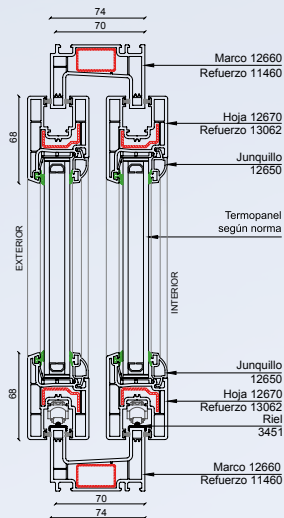 74
70
Marco 12660
Refuerzo 11460
68
Hoja 12670
Refuerzo 13062
Junquillo
12650
Termopanel
según norma
EXTERIOR
INTERIOR
68
Junquillo
12650
Hoja 12670
Refuerzo 13062
Riel
3451
Marco 12660
Refuerzo 11460
70
74